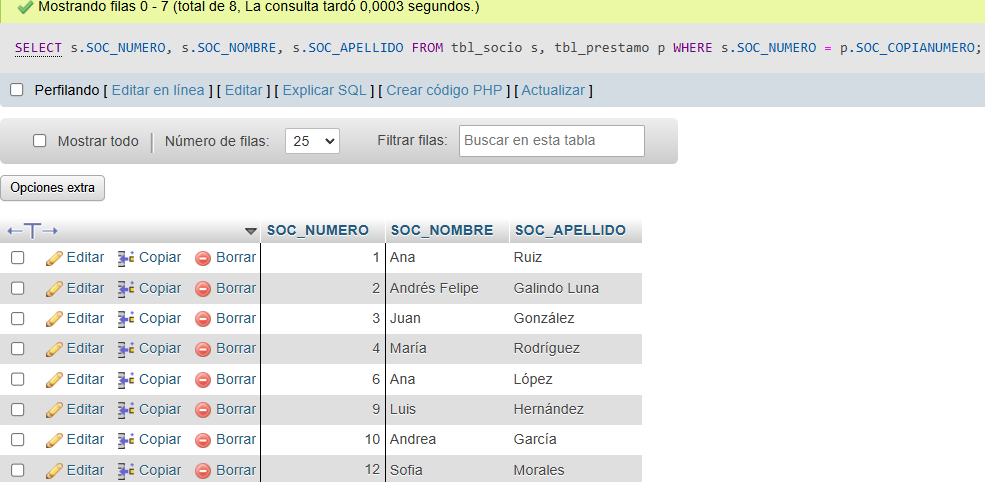 Mostrando filas 0 - 7 (total de 8, La consulta tardó 0,0003 segundos.)
SELECT s.SOC_NUMERO, s.SOC_NOMBRE, s.SOC_APELLIDO FROM tbl_socio s, tbl_prestamo p WHERE s.SOC_NUMERO = p.SOC_COPIANUMERO;
Perfilando [ Editar en línea ] [ Editar ] [ Explicar SQL ] [ Crear código PHP ] [ Actualizar ]
Mostrar todo Número de filas: 25 Filtrar filas: Buscar en esta tabla
Opciones extra
←T→ SOC_NUMERO SOC_NOMBRE SOC_APELLIDO
Editar Copiar Borrar 1 Ana Ruiz
Editar Copiar Borrar 2 Andrés Felipe Galindo Luna
Editar Copiar Borrar 3 Juan González
Editar Copiar Borrar 4 María Rodríguez
Editar Copiar Borrar 6 Ana López
Editar Copiar Borrar 9 Luis Hernández
Editar Copiar Borrar 10 Andrea García
Editar Copiar Borrar 12 Sofia Morales